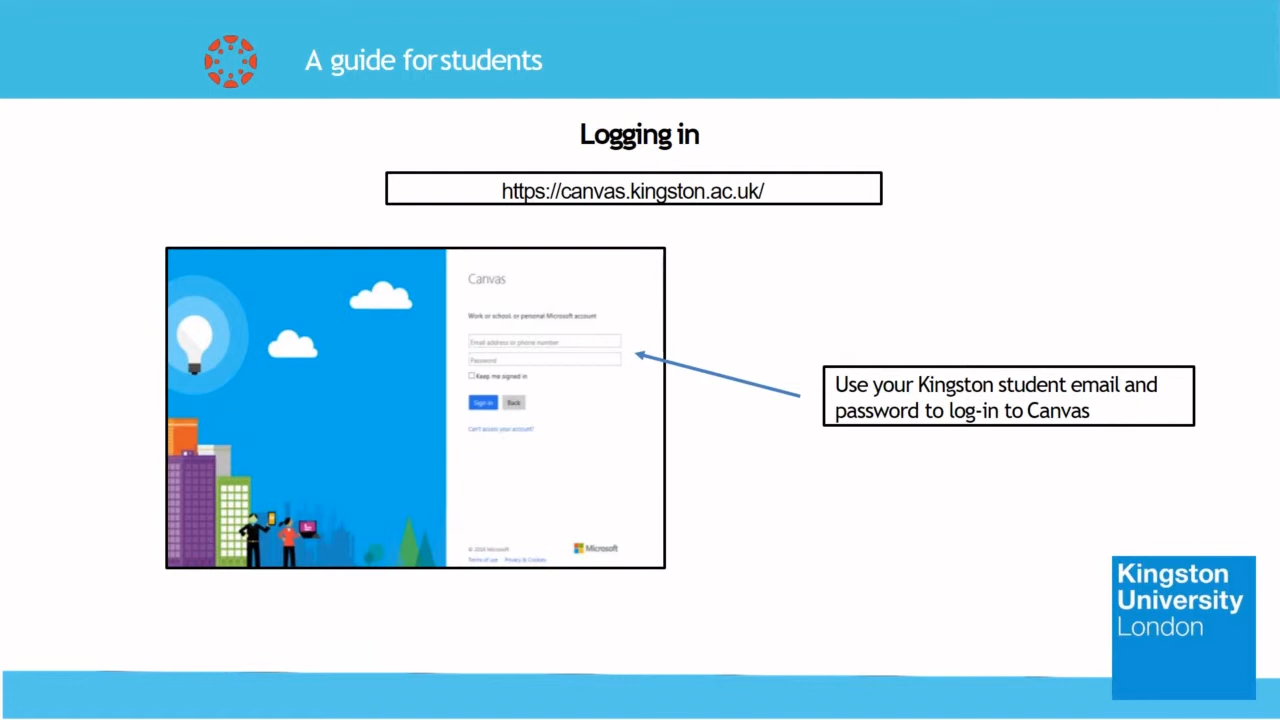 A guide for students
Logging in
https://canvas.kingston.ac.uk/
Canvas
Work or school, or personal Microsoft account
Email address or phone number
Password
Keep me signed in
Sign in Back
Can't access your account?
Use your Kingston student email and
password to log-in to Canvas
© 2016 Microsoft
Microsoft
Terms of use Privacy & Cookies
Kingston
University
London